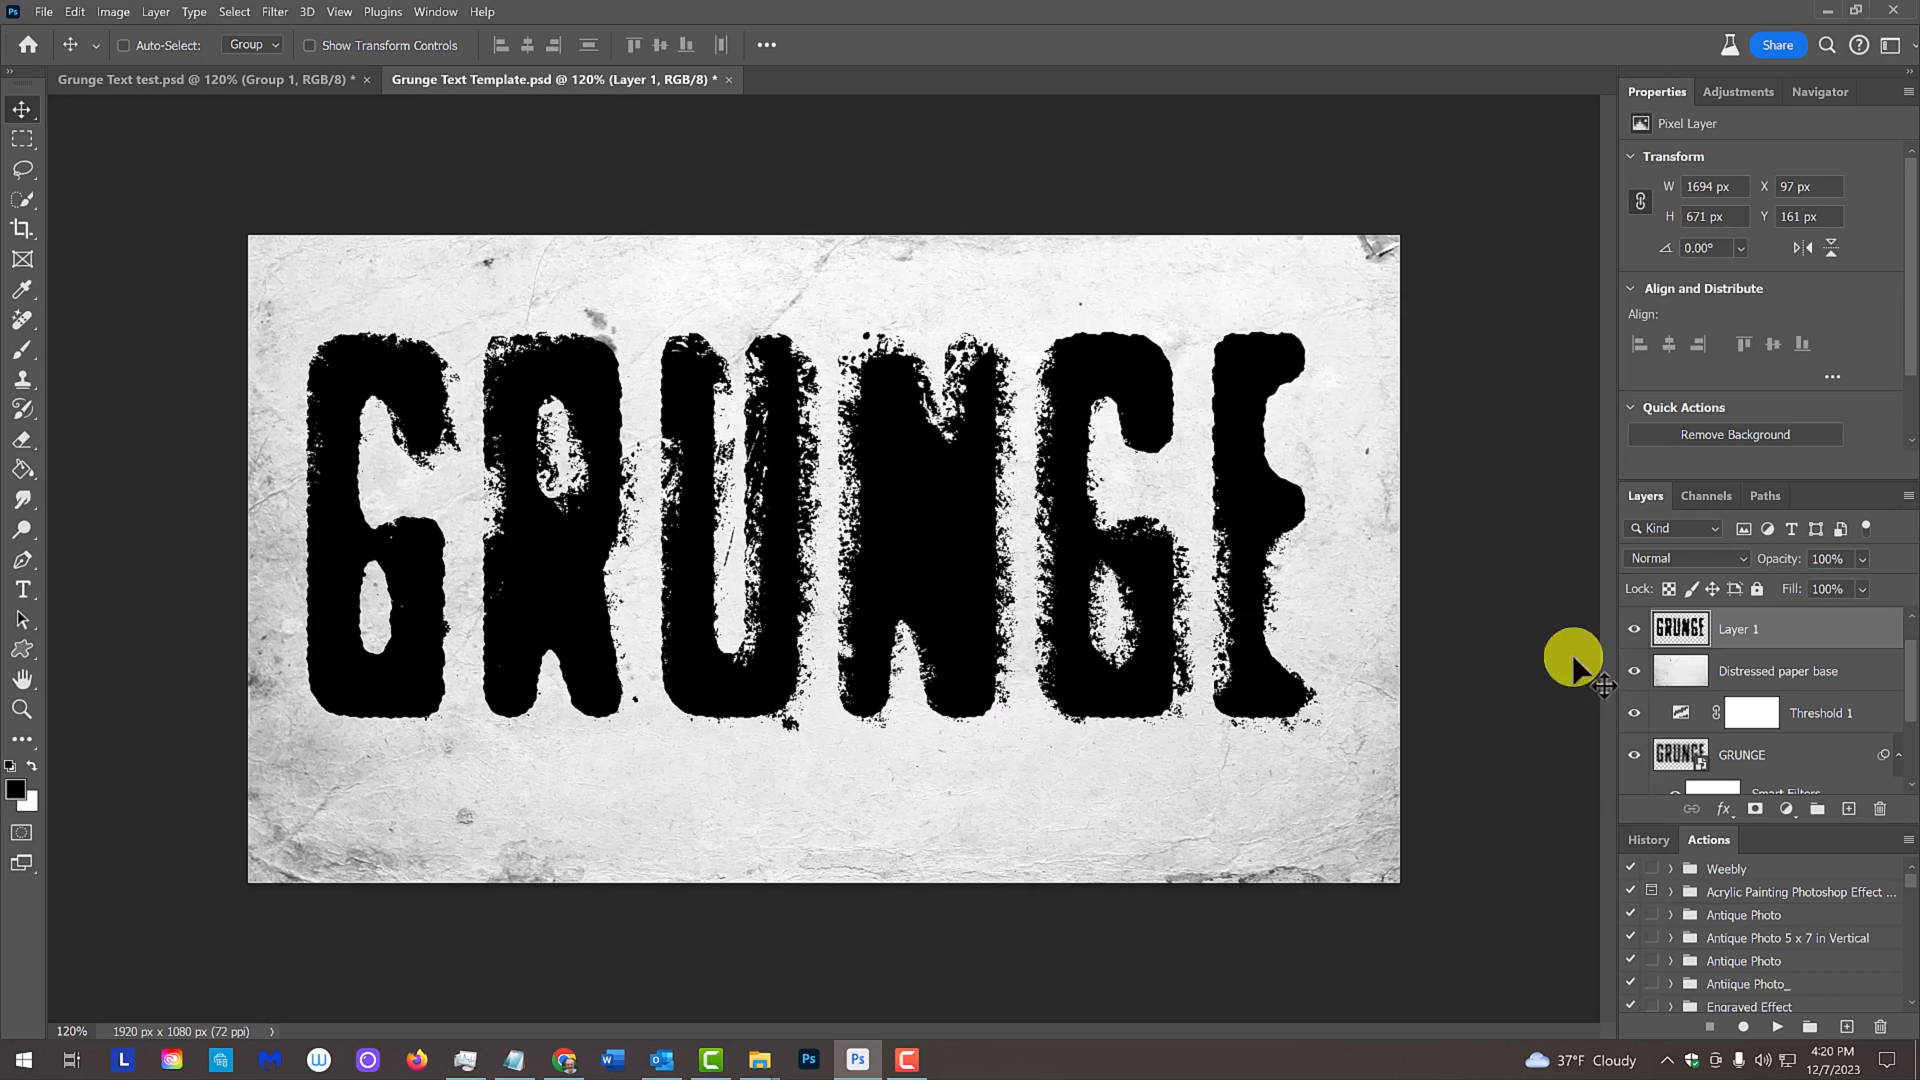 Ps File Edit Image Layer Type Select Filter 3D View Plugins Window Help
Auto-Select: Group Show Transform Controls Share
Grunge Text test.psd @ 120% (Group 1, RGB/8) * × Grunge Text Template.psd @ 120% (Layer 1, RGB/8) * ×
Properties Adjustments Navigator
Pixel Layer
Transform
W 1694 px X 97 px
H 671 px Y 161 px
0.00°
Align and Distribute
Align:
Quick Actions
Remove Background
GRUNGE
Layers Channels Paths
Kind
Normal Opacity: 100%
Lock: Fill: 100%
GRUNGE Layer 1
Distressed paper base
Threshold 1
GRUNGE GRUNGE
Smart Filters
History Actions
Weebly
Acrylic Painting Photoshop Effect ...
Antique Photo
Antique Photo 5 x 7 in Vertical
Antique Photo
Antiique Photo_
Engraved Effect
120% 1920 px x 1080 px (72 ppi)
L W Ps Ps C C 37°F Cloudy 4:20 PM
12/7/2023